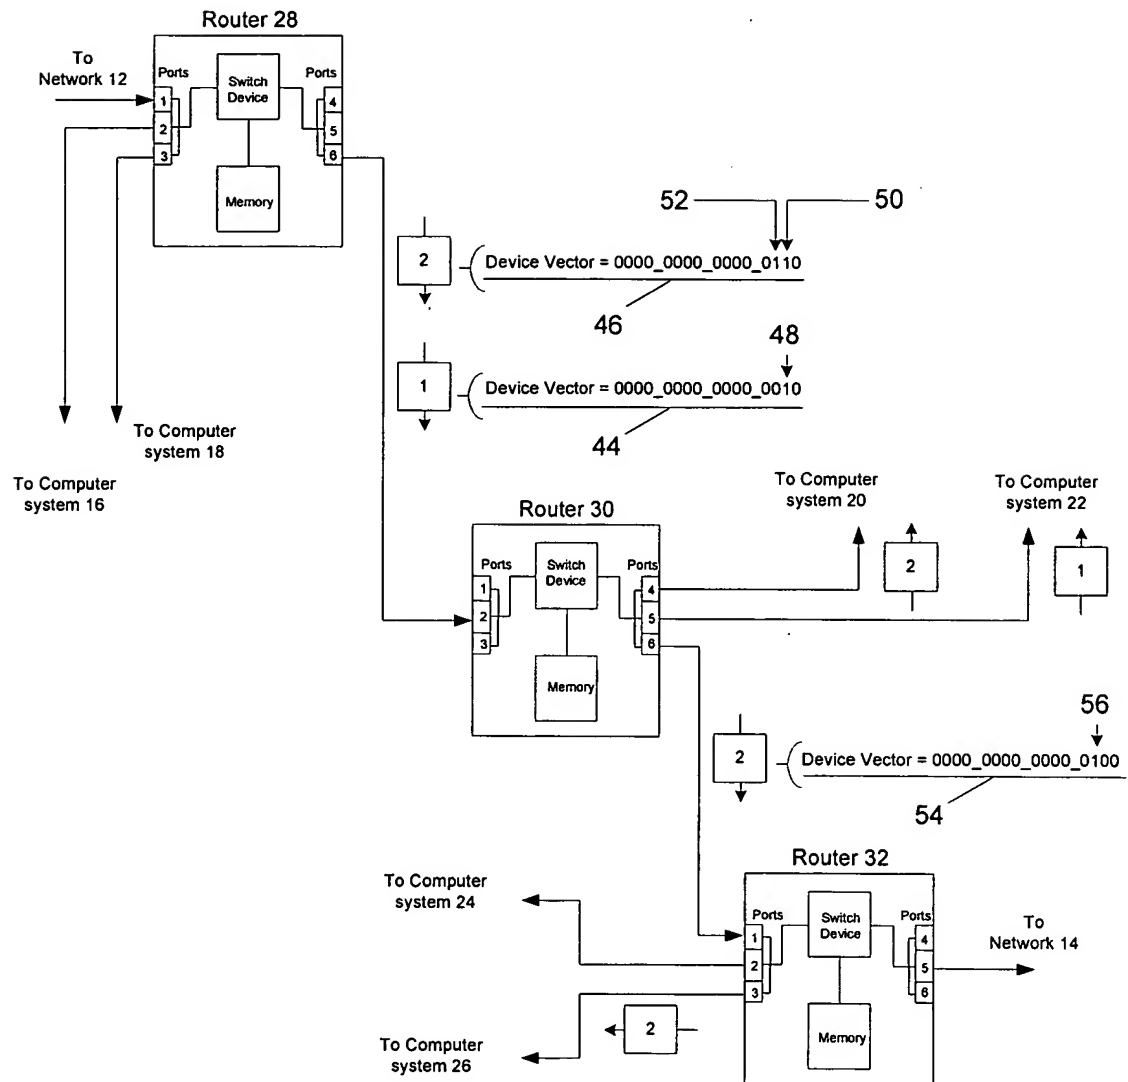 Router 28
To
Network 12
Ports
Switch
Device
Ports
1
2
3
4
5
6
Memory
52
50
2
Device Vector = 0000_0000_0000_0110
46
48
1
Device Vector = 0000_0000_0000_0010
44
To Computer
system 18
To Computer
system 16
To Computer
system 20
To Computer
system 22
Router 30
Ports
Switch
Device
Ports
1
2
3
4
5
6
Memory
2
1
56
2
Device Vector = 0000_0000_0000_0100
54
Router 32
To Computer
system 24
Ports
Switch
Device
Ports
1
2
3
4
5
6
Memory
To
Network 14
2
To Computer
system 26